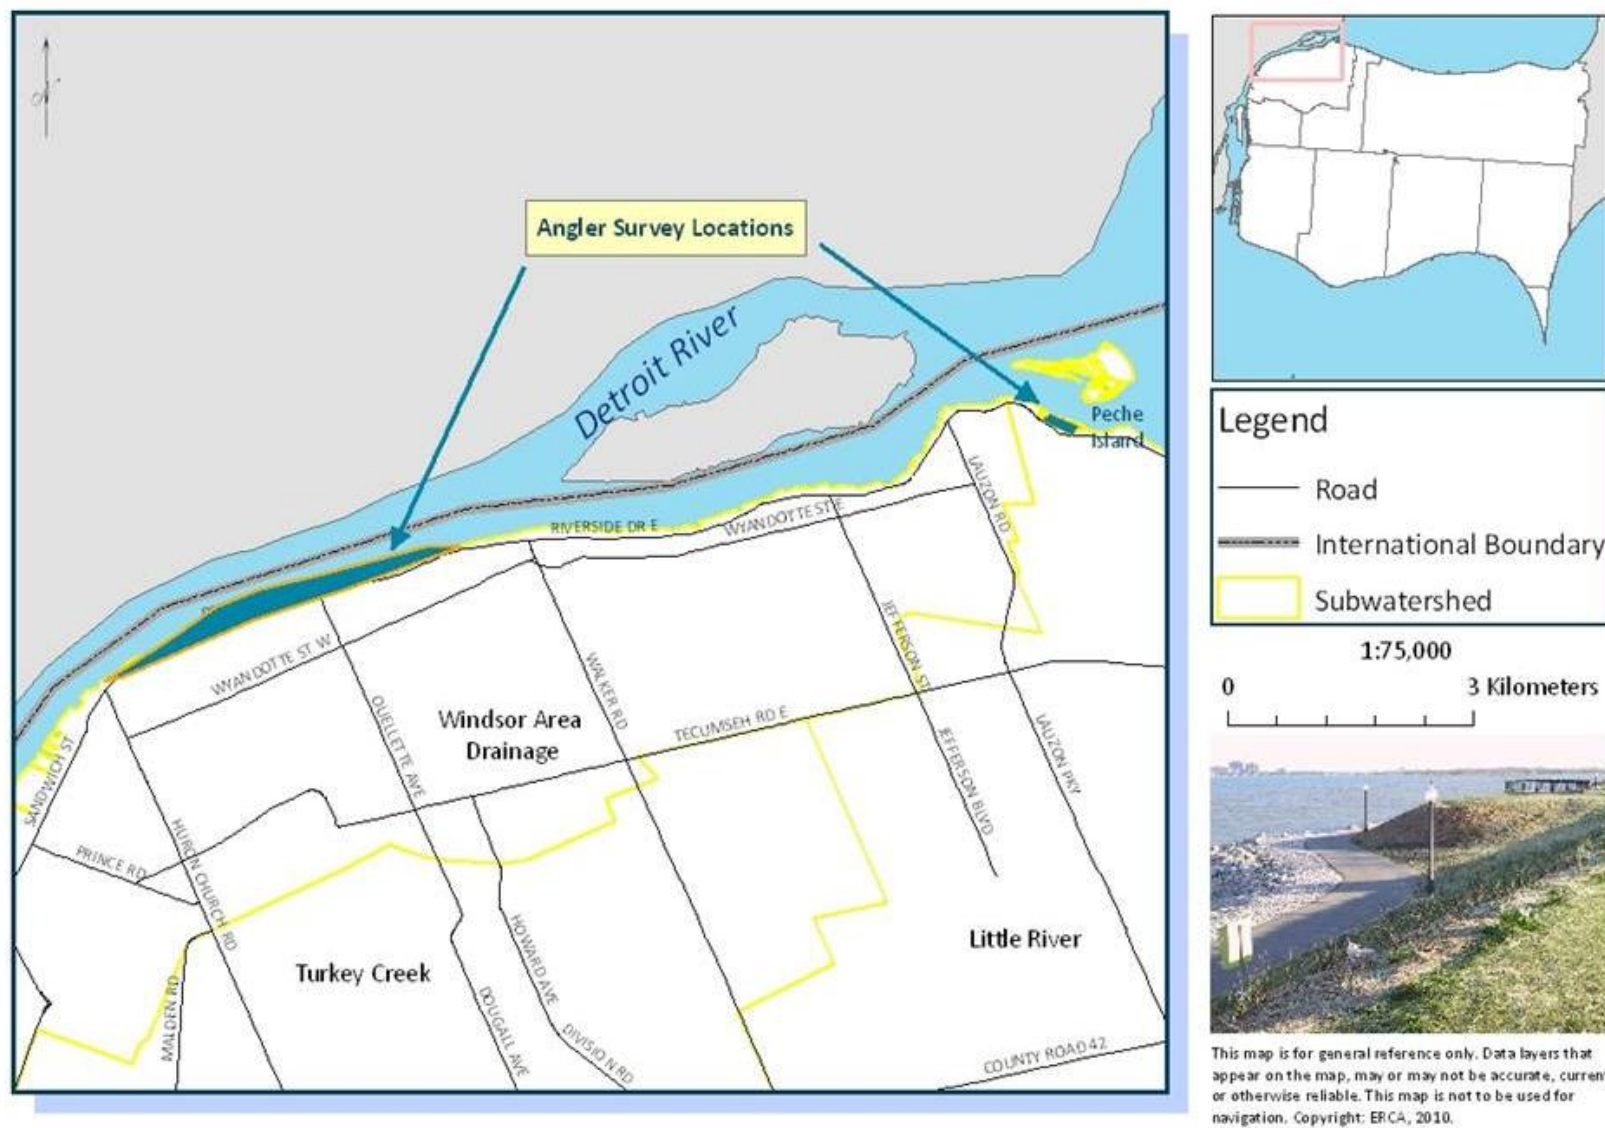 Angler Survey Locations
Detroit River
Peche
Island
RIVERSIDE DR E
WYANDOTTE ST E
LAUZON RD
WYANDOTTE ST W
OUELLETTE AVE
WALKER RD
JEFFERSON ST
Windsor Area
Drainage
TECUMSEH RD E
JEFFERSON BLVD
LAUZON PKY
SANDWICH ST
PRINCE RD
HURON CHURCH RD
HOWARD AVE
Little River
Turkey Creek
MALDEN RD
DOUGALL AVE
DIVISION RD
COUNTY ROAD 42
Legend
Road
International Boundary
Subwatershed
1:75,000
0 3 Kilometers
This map is for general reference only. Data layers that
appear on the map, may or may not be accurate, current
or otherwise reliable. This map is not to be used for
navigation. Copyright: ERCA, 2010.